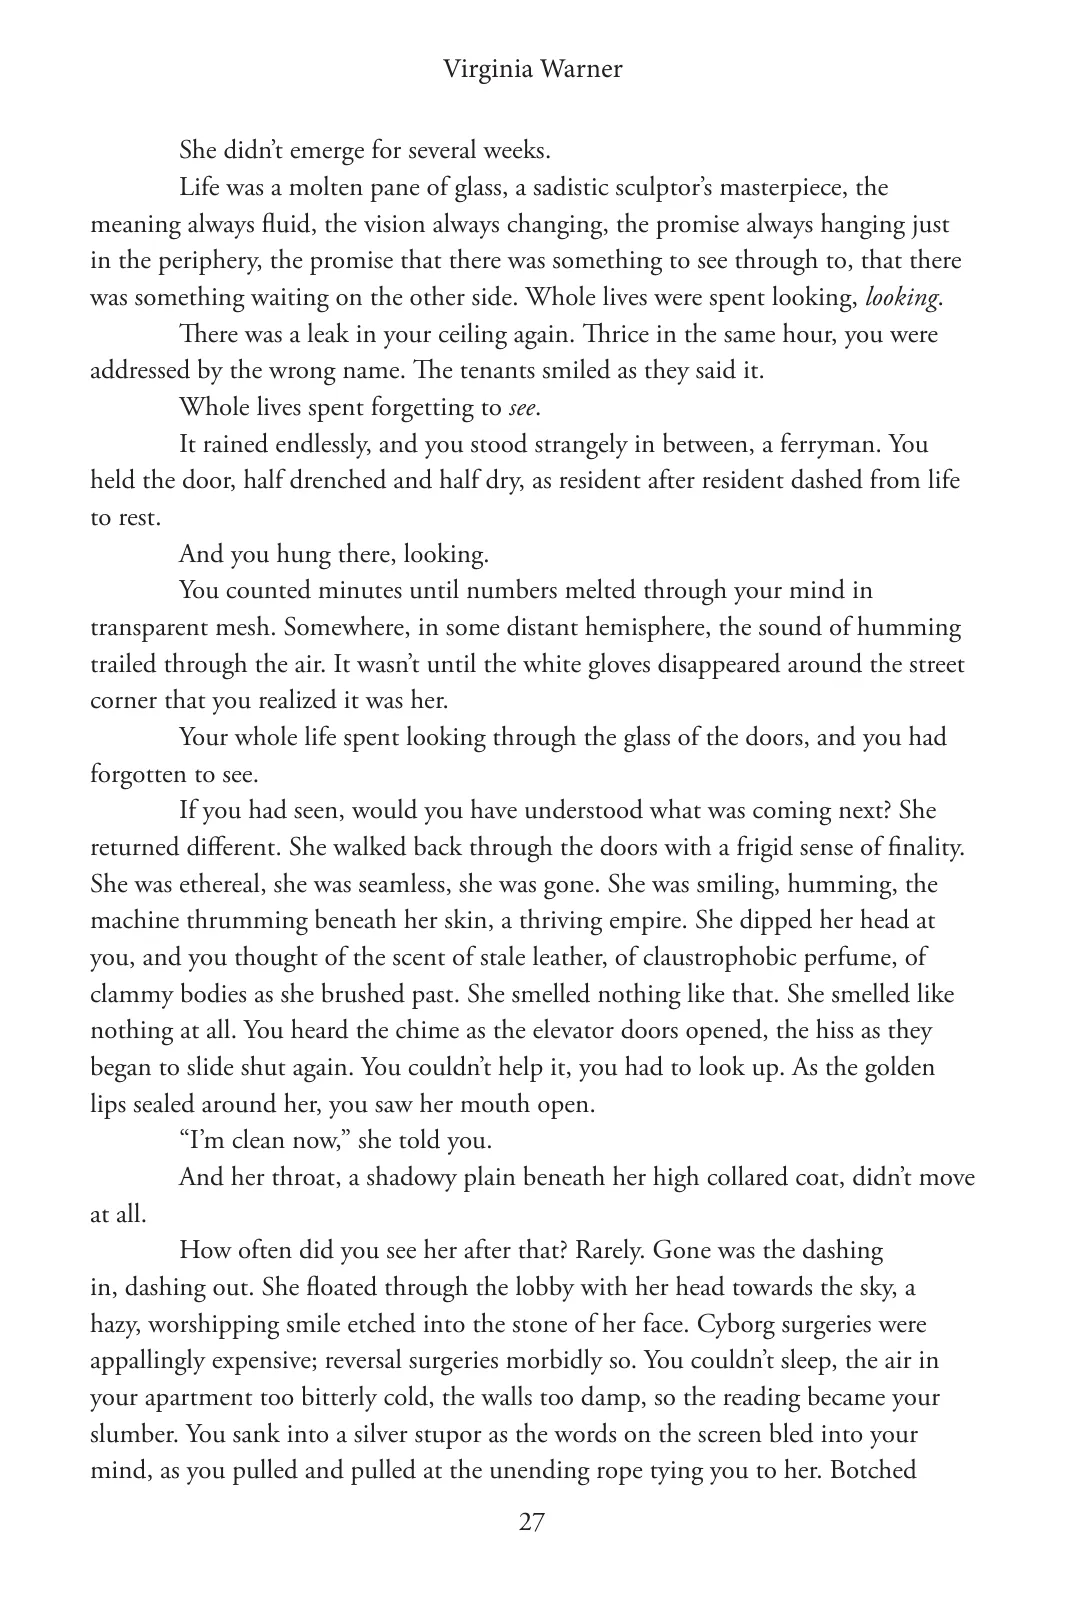 Virginia Warner
She didn’t emerge for several weeks.
Life was a molten pane of glass, a sadistic sculptor’s masterpiece, the
meaning always fluid, the vision always changing, the promise always hanging just
in the periphery, the promise that there was something to see through to, that there
was something waiting on the other side. Whole lives were spent looking, looking.
There was a leak in your ceiling again. Thrice in the same hour, you were
addressed by the wrong name. The tenants smiled as they said it.
Whole lives spent forgetting to see.
It rained endlessly, and you stood strangely in between, a ferryman. You
held the door, half drenched and half dry, as resident after resident dashed from life
to rest.
And you hung there, looking.
You counted minutes until numbers melted through your mind in
transparent mesh. Somewhere, in some distant hemisphere, the sound of humming
trailed through the air. It wasn’t until the white gloves disappeared around the street
corner that you realized it was her.
Your whole life spent looking through the glass of the doors, and you had
forgotten to see.
If you had seen, would you have understood what was coming next? She
returned different. She walked back through the doors with a frigid sense of finality.
She was ethereal, she was seamless, she was gone. She was smiling, humming, the
machine thrumming beneath her skin, a thriving empire. She dipped her head at
you, and you thought of the scent of stale leather, of claustrophobic perfume, of
clammy bodies as she brushed past. She smelled nothing like that. She smelled like
nothing at all. You heard the chime as the elevator doors opened, the hiss as they
began to slide shut again. You couldn’t help it, you had to look up. As the golden
lips sealed around her, you saw her mouth open.
“I’m clean now,” she told you.
And her throat, a shadowy plain beneath her high collared coat, didn’t move
at all.
How often did you see her after that? Rarely. Gone was the dashing
in, dashing out. She floated through the lobby with her head towards the sky, a
hazy, worshipping smile etched into the stone of her face. Cyborg surgeries were
appallingly expensive; reversal surgeries morbidly so. You couldn’t sleep, the air in
your apartment too bitterly cold, the walls too damp, so the reading became your
slumber. You sank into a silver stupor as the words on the screen bled into your
mind, as you pulled and pulled at the unending rope tying you to her. Botched
27